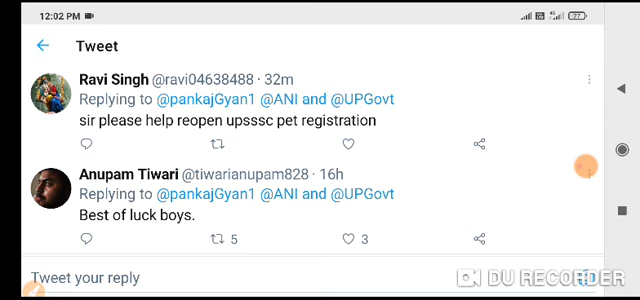 12:02 PM
27
Tweet
Ravi Singh @ravi04638488 · 32m
Replying to @pankajGyan1 @ANI and @UPGovt
sir please help reopen upsssc pet registration
Anupam Tiwari @tiwarianupam828 · 16h
Replying to @pankajGyan1 @ANI and @UPGovt
Best of luck boys.
5 3
Tweet your reply
DU RECORDER